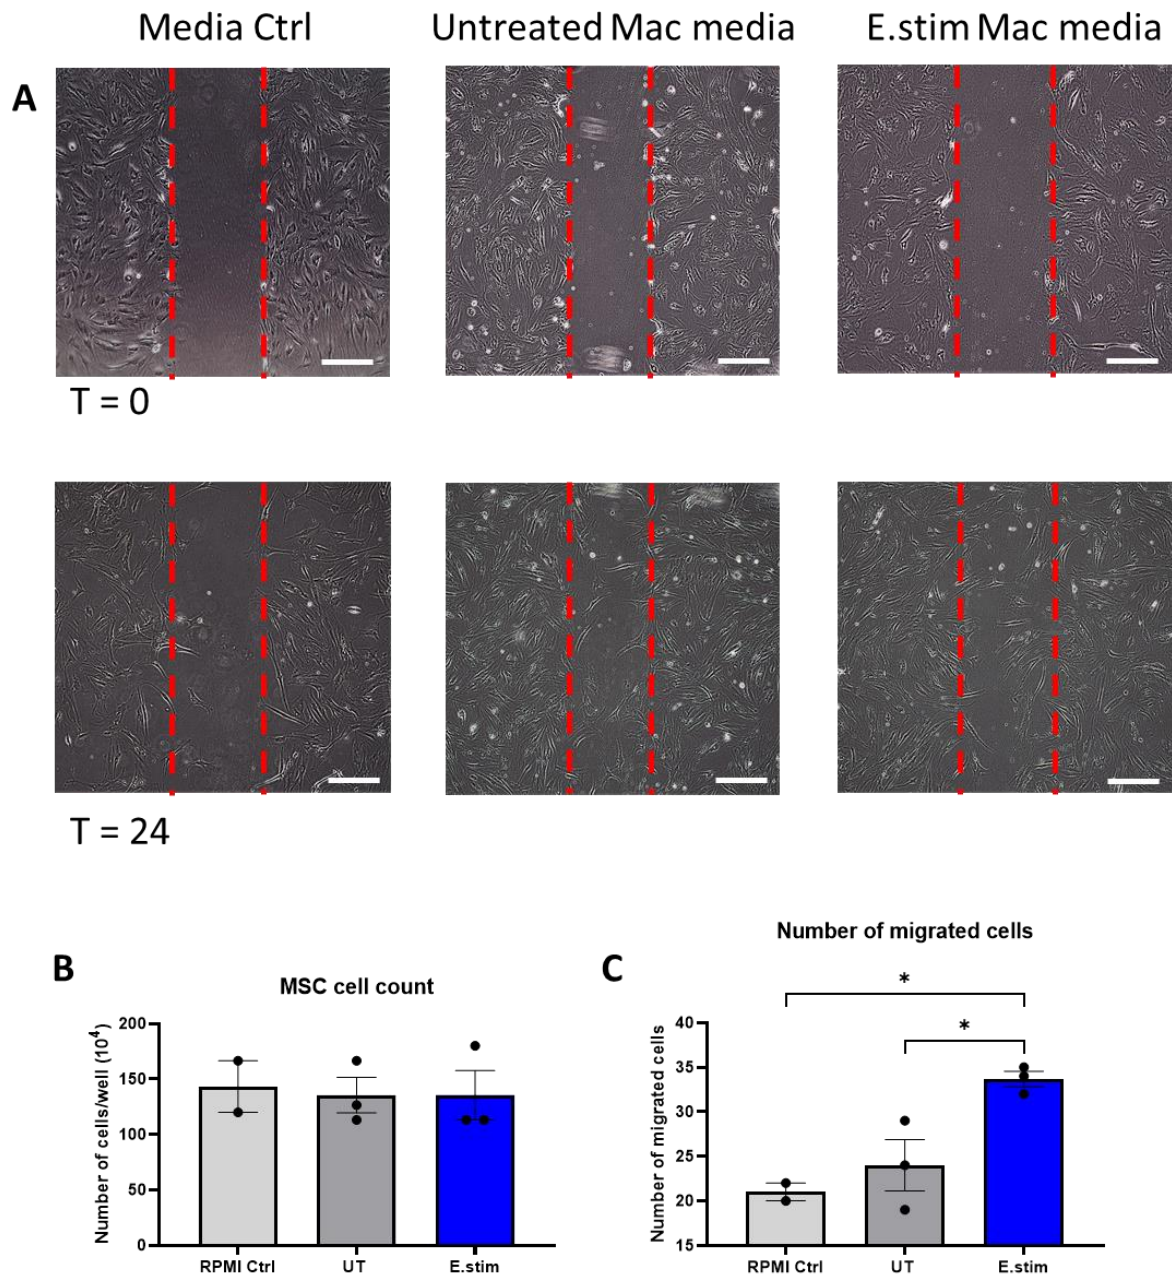 Media Ctrl
Untreated Mac media
E.stim Mac media
A
T = 0
T = 24
B
MSC cell count
Number of cells/well (10⁴)
200
150
100
50
0
RPMI Ctrl
UT
E.stim
C
Number of migrated cells
*
*
Number of migrated cells
40
35
30
25
20
15
RPMI Ctrl
UT
E.stim